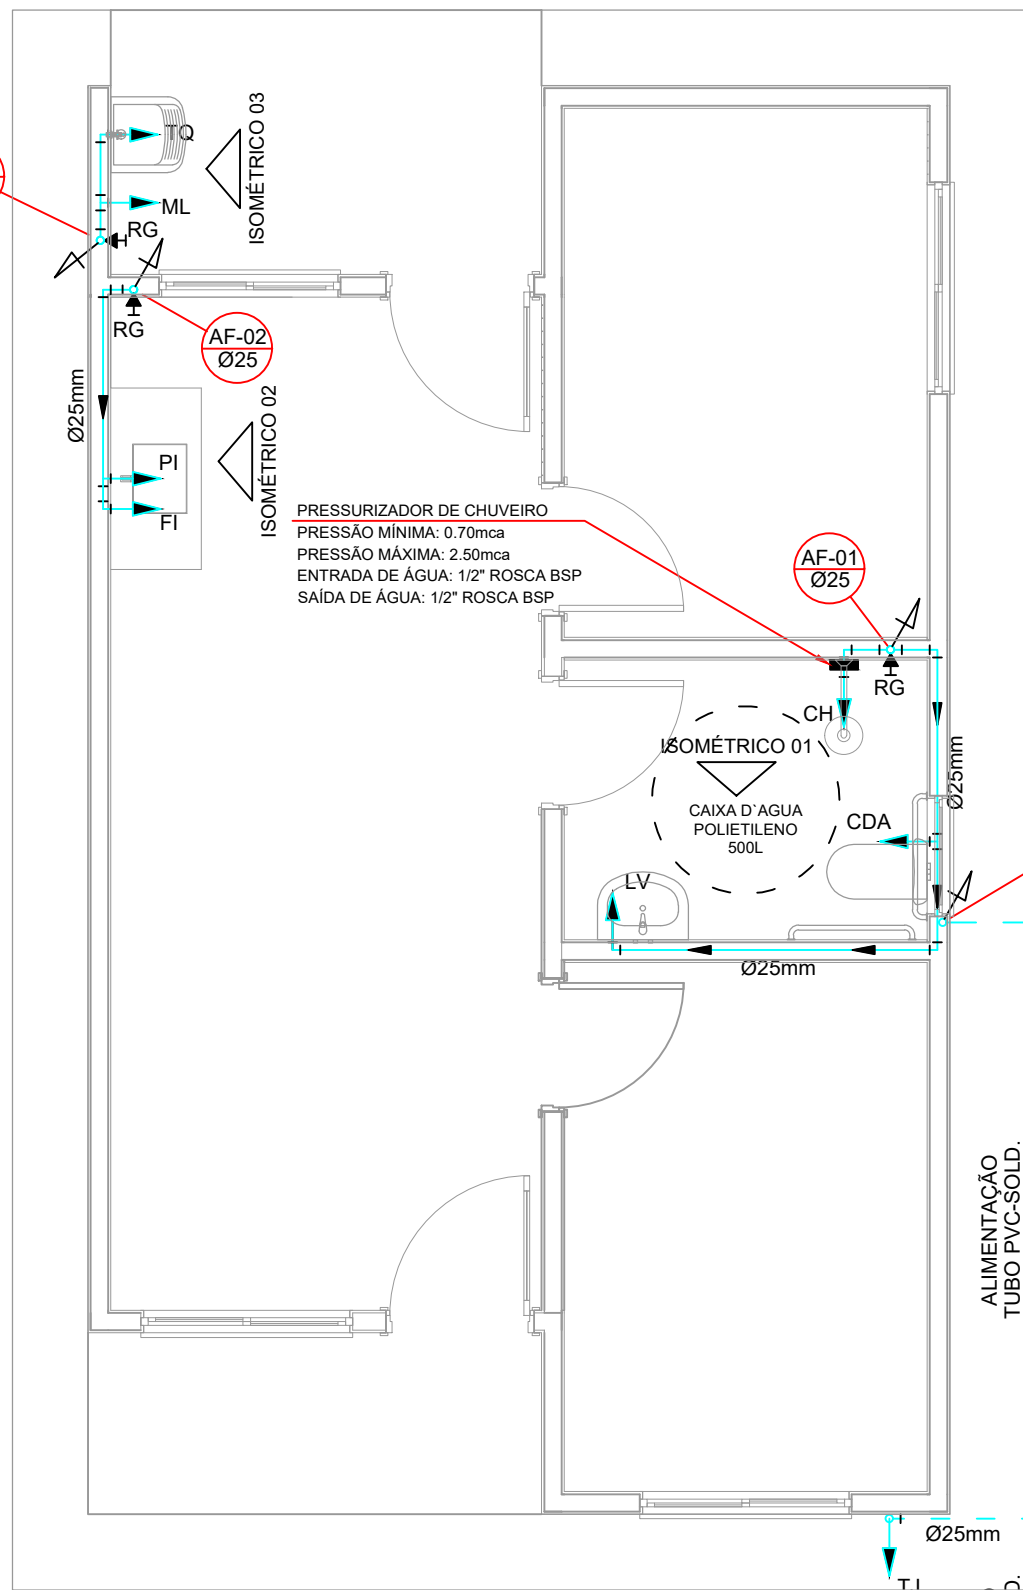 TQ
ISOMÉTRICO 03
ML
RG
RG
AF-02
Ø25
Ø25mm
ISOMÉTRICO 02
PI
FI
PRESSURIZADOR DE CHUVEIRO
PRESSÃO MÍNIMA: 0.70mca
PRESSÃO MÁXIMA: 2.50mca
ENTRADA DE ÁGUA: 1/2" ROSCA BSP
SAÍDA DE ÁGUA: 1/2" ROSCA BSP
AF-01
Ø25
RG
CH
ISOMÉTRICO 01
Ø25mm
CAIXA D`AGUA
POLIETILENO
500L
CDA
LV
Ø25mm
ALIMENTAÇÃO
TUBO PVC-SOLD.
Ø25mm